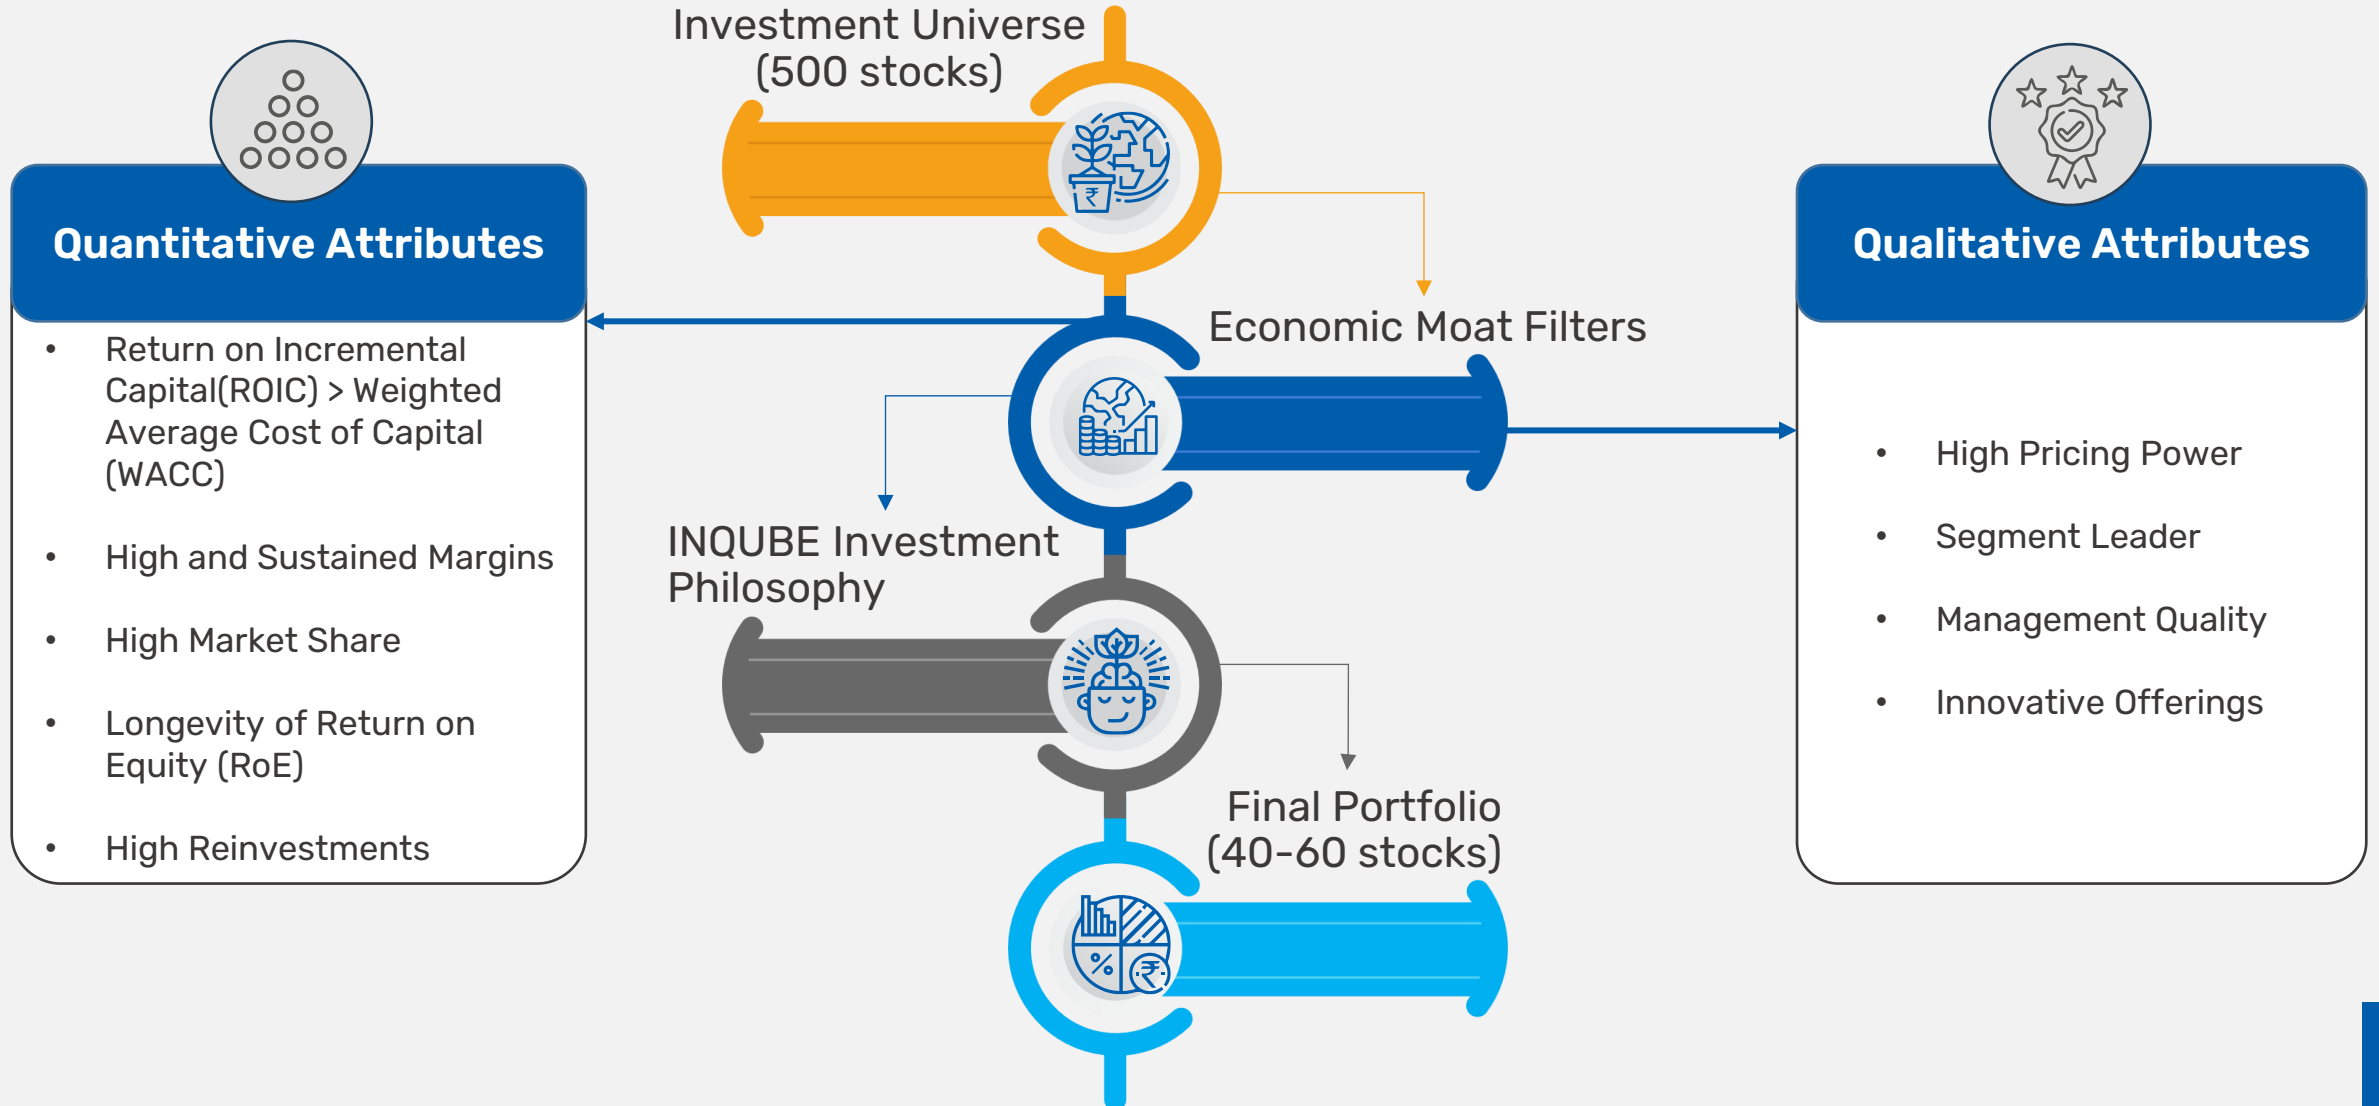 Investment Universe
(500 stocks)
Quantitative Attributes
• Return on Incremental
Capital(ROIC) > Weighted
Average Cost of Capital
(WACC)
• High and Sustained Margins
• High Market Share
• Longevity of Return on
Equity (RoE)
• High Reinvestments
Economic Moat Filters
INQUBE Investment
Philosophy
Final Portfolio
(40-60 stocks)
₹
%
₹
Qualitative Attributes
• High Pricing Power
• Segment Leader
• Management Quality
• Innovative Offerings